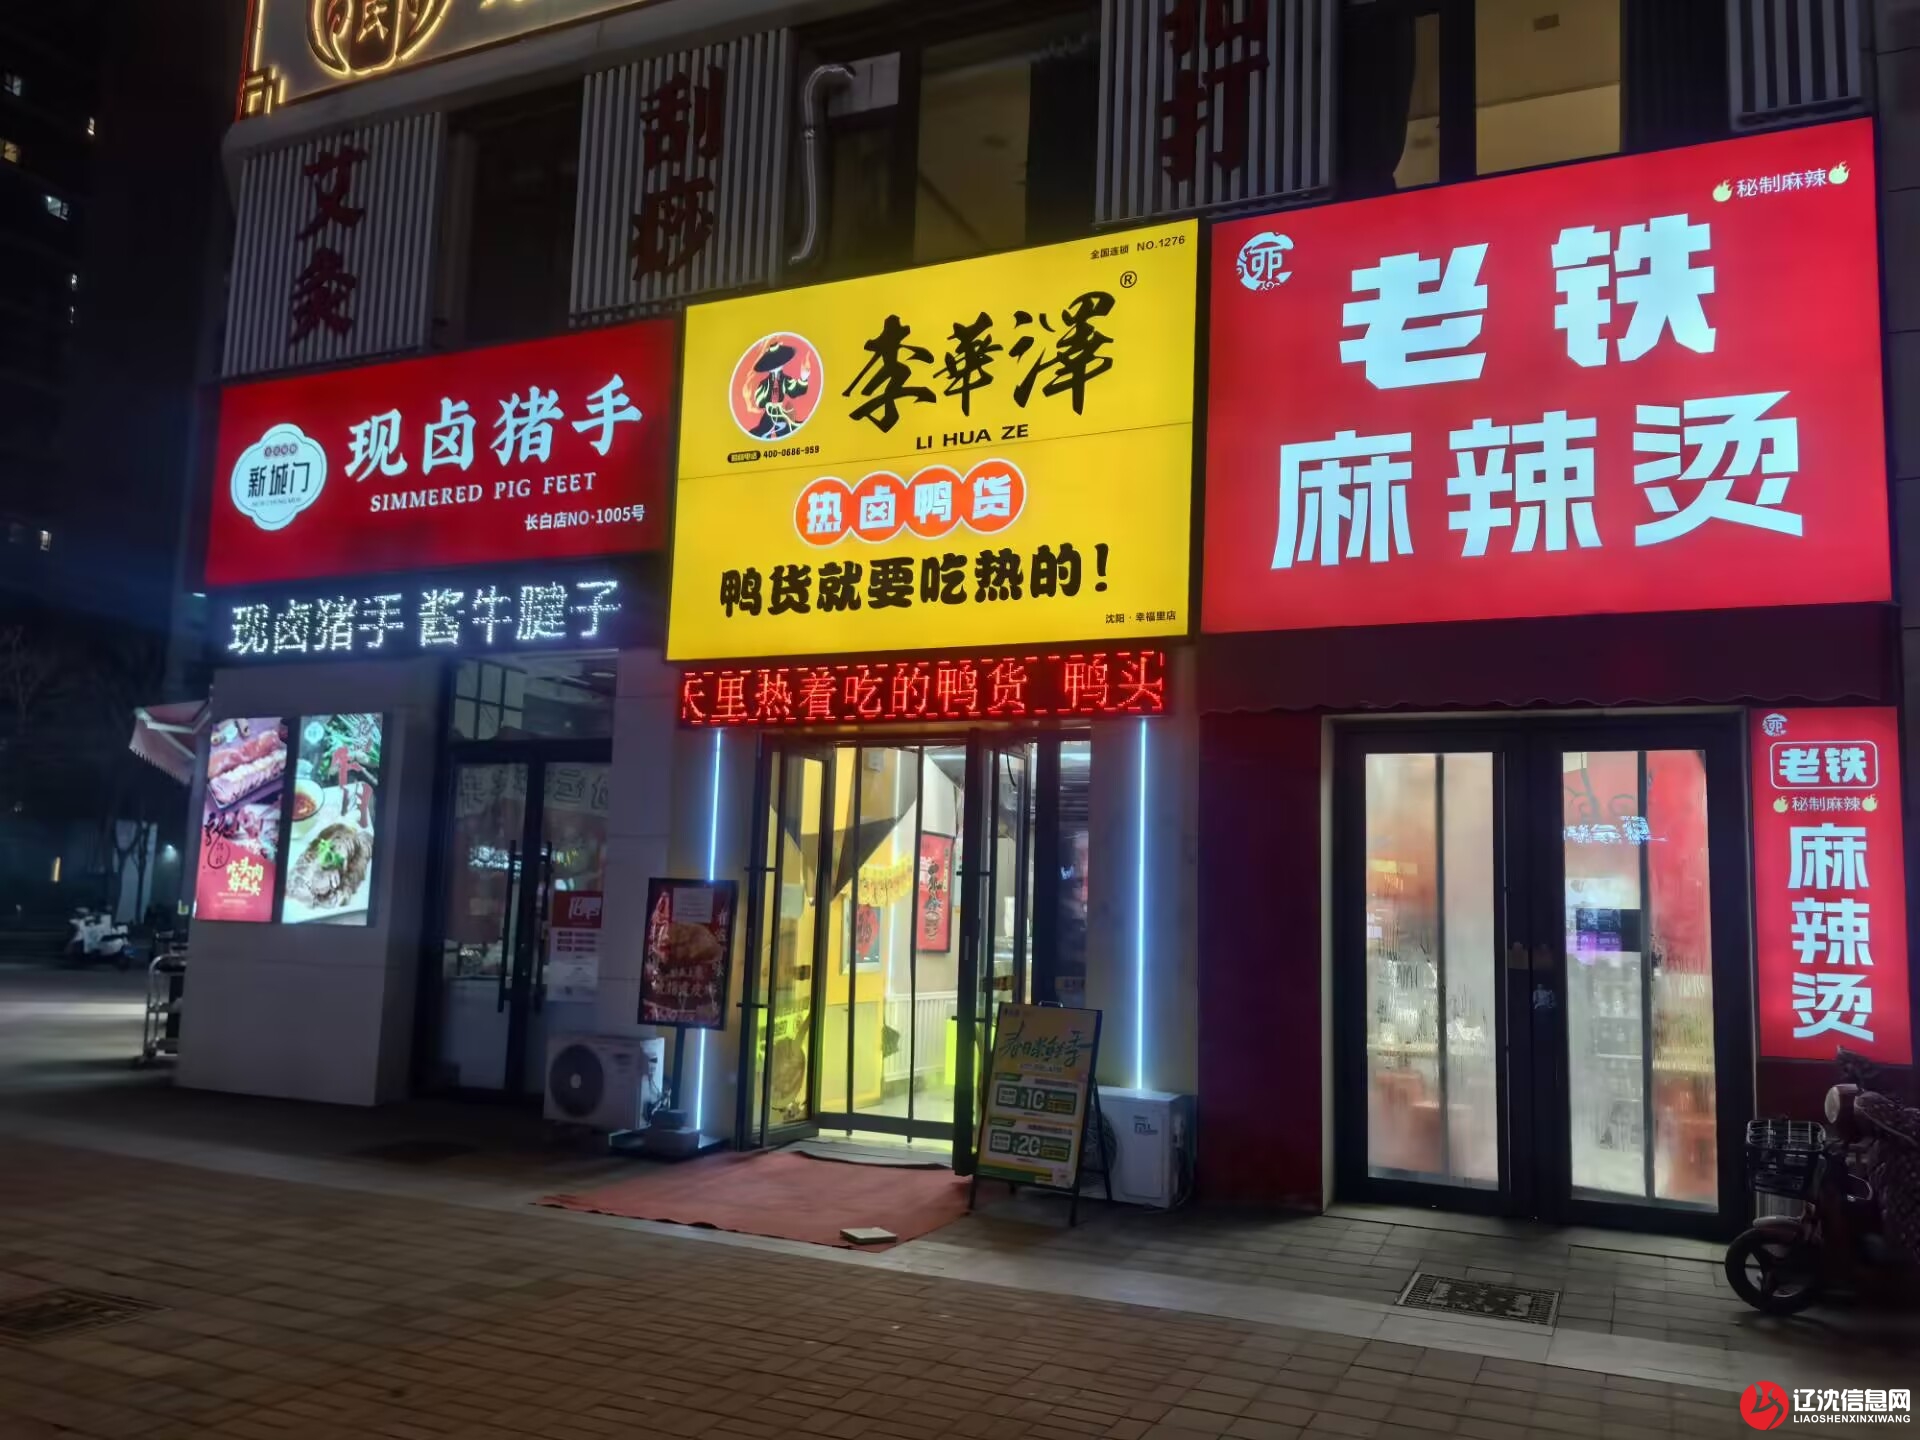 艾灸
刮痧
扣打
新城门
现卤猪手
SIMMERED PIG FEET
长白店NO·1005号
现卤猪手 酱牛腱子
全国连锁 NO.1276
李華澤®
LI HUA ZE
400-0686-959
热卤鸭货
鸭货就要吃热的!
沈阳·幸福里店
天里热着吃的鸭货 鸭头
秘制麻辣
老铁
麻辣烫
老铁
秘制麻辣
麻辣烫
辽沈信息网
LIAOSHENXINXIWANG